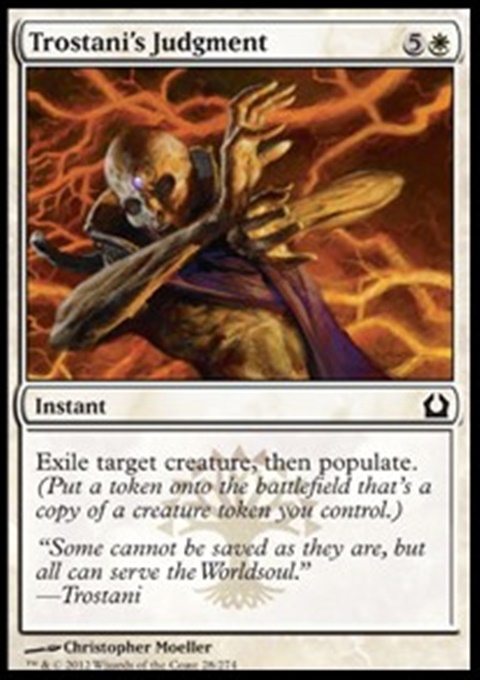 Trostani's Judgment 5
Instant
Exile target creature, then populate.
(Put a token onto the battlefield that's a
copy of a creature token you control.)
"Some cannot be saved as they are, but
all can serve the Worldsoul."
—Trostani
Christopher Moeller
™ & © 2012 Wizards of the Coast 28/274